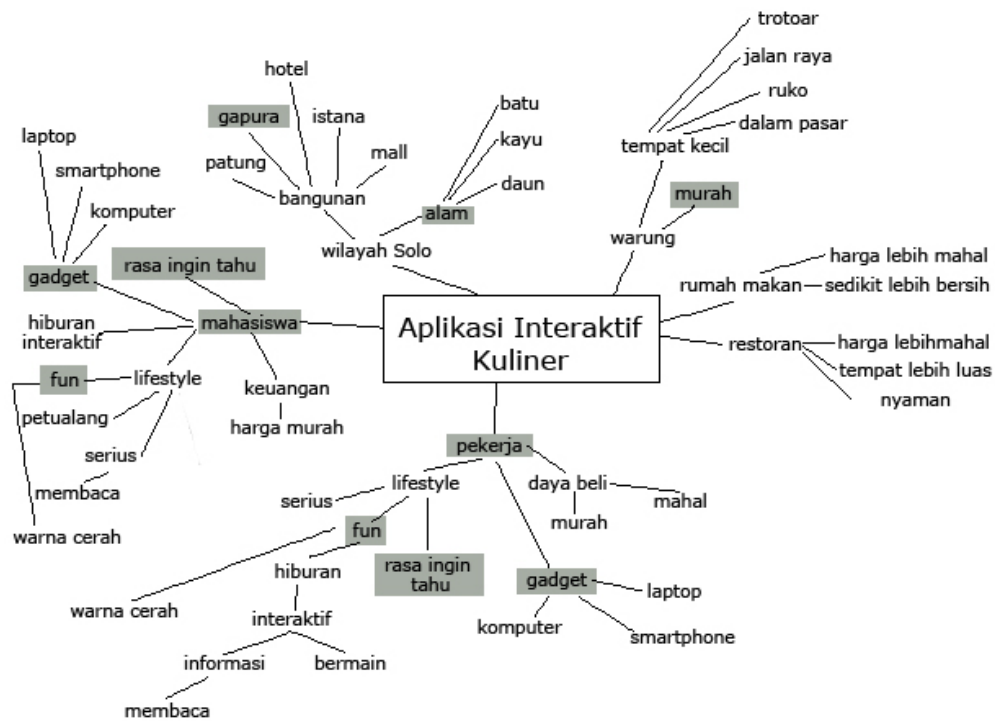 trotoar
jalan raya
ruko
dalam pasar
tempat kecil
murah
warung
hotel
gapura
istana
patung
mall
bangunan
batu
kayu
daun
alam
wilayah Solo
laptop
smartphone
komputer
gadget
rasa ingin tahu
hiburan
interaktif
mahasiswa
fun
lifestyle
petualang
serius
membaca
warna cerah
keuangan
harga murah
Aplikasi Interaktif
Kuliner
rumah makan
harga lebih mahal
sedikit lebih bersih
restoran
harga lebihmahal
tempat lebih luas
nyaman
pekerja
lifestyle
serius
fun
warna cerah
hiburan
interaktif
informasi
bermain
membaca
rasa ingin
tahu
daya beli
mahal
murah
gadget
laptop
komputer
smartphone